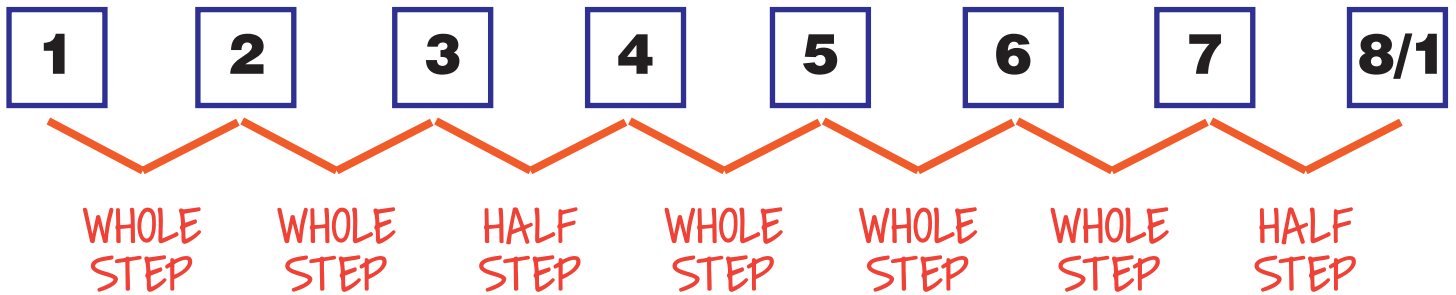 1 2 3 4 5 6 7 8/1
WHOLE WHOLE HALF WHOLE WHOLE WHOLE HALF
STEP STEP STEP STEP STEP STEP STEP